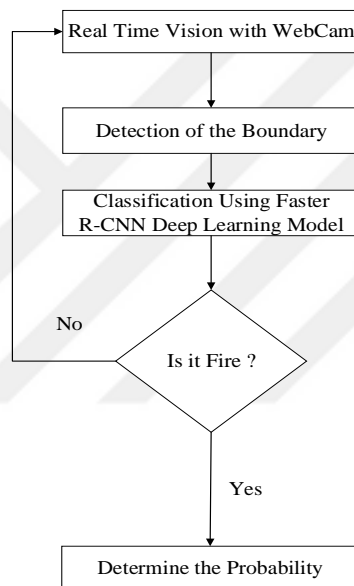 Real Time Vision with WebCam
Detection of the Boundary
Classification Using Faster
R-CNN Deep Learning Model
No
Is it Fire ?
Yes
Determine the Probability